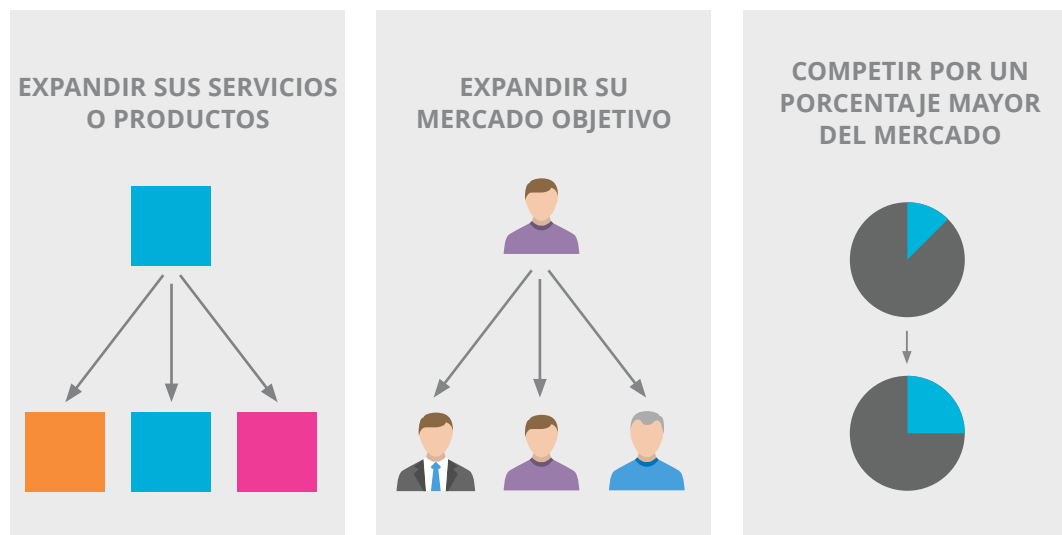 EXPANDIR SUS SERVICIOS
O PRODUCTOS
EXPANDIR SU
MERCADO OBJETIVO
COMPETIR POR UN
PORCENTAJE MAYOR
DEL MERCADO